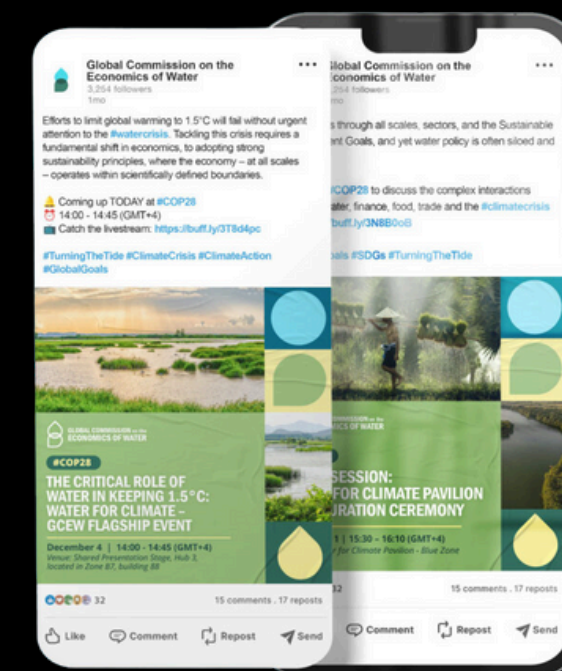 Global Commission on the
Economics of Water
3,254 followers
1mo
Efforts to limit global warming to 1.5°C will fail without urgent
attention to the #watercrisis. Tackling this crisis requires a
fundamental shift in economics, to adopting strong
sustainability principles, where the economy – at all scales
– operates within scientifically defined boundaries.
🔔 Coming up TODAY at #COP28
⏰ 14:00 - 14:45 (GMT+4)
📺 Catch the livestream: https://buff.ly/3T8d4pc
#TurningTheTide #ClimateCrisis #ClimateAction
#GlobalGoals
GLOBAL COMMISSION on the
ECONOMICS OF WATER
#COP28
THE CRITICAL ROLE OF
WATER IN KEEPING 1.5°C:
WATER FOR CLIMATE –
GCEW FLAGSHIP EVENT
December 4 | 14:00 - 14:45 (GMT+4)
Venue: Shared Presentation Stage, Hub 3,
located in Zone B7, building 88
32
15 comments . 17 reposts
Like
Comment
Repost
Send
Global Commission on the
Economics of Water
254 followers
mo
s through all scales, sectors, and the Sustainable
nt Goals, and yet water policy is often siloed and
#COP28 to discuss the complex interactions
ater, finance, food, trade and the #climatecrisis
buff.ly/3N8B0oB
oals #SDGs #TurningTheTide
COMMISSION on the
ICS OF WATER
SESSION:
FOR CLIMATE PAVILION
URATION CEREMONY
1 | 15:30 - 16:10 (GMT+4)
r for Climate Pavilion - Blue Zone
32
15 comments . 17 reposts
Comment
Repost
Send